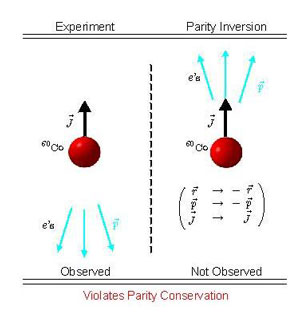 Experiment
Parity Inversion
J⃗
⁶⁰Co
e's
p⃗
Observed
e's
p⃗
J⃗
⁶⁰Co
r⃗ → - r⃗
p⃗ → - p⃗
J⃗ → J⃗
Not Observed
Violates Parity Conservation